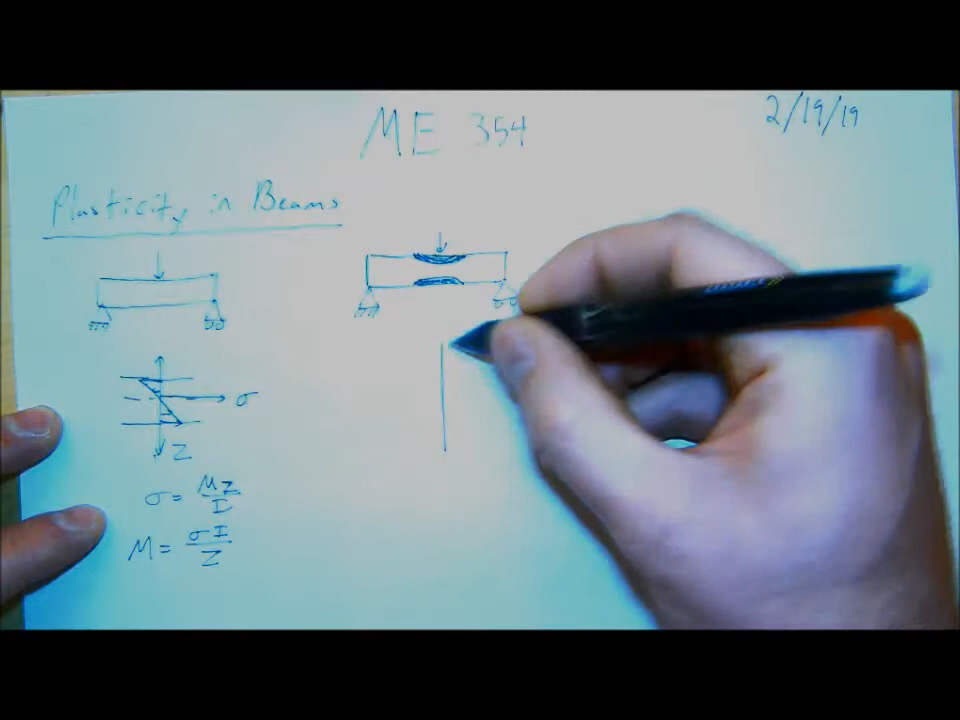 ME 354
2/19/19
Plasticity in Beams
σ
Z
σ = MZ/I
M = σI/Z